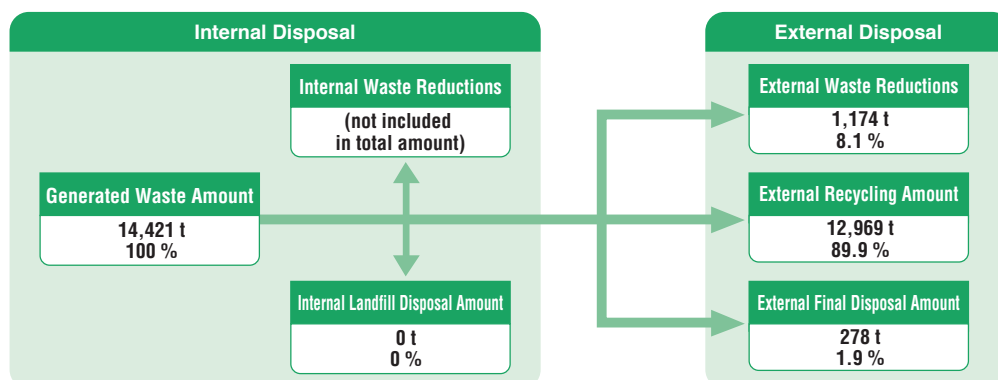 Internal Disposal
Internal Waste Reductions
(not included
in total amount)
Generated Waste Amount
14,421 t
100 %
Internal Landfill Disposal Amount
0 t
0 %
External Disposal
External Waste Reductions
1,174 t
8.1 %
External Recycling Amount
12,969 t
89.9 %
External Final Disposal Amount
278 t
1.9 %